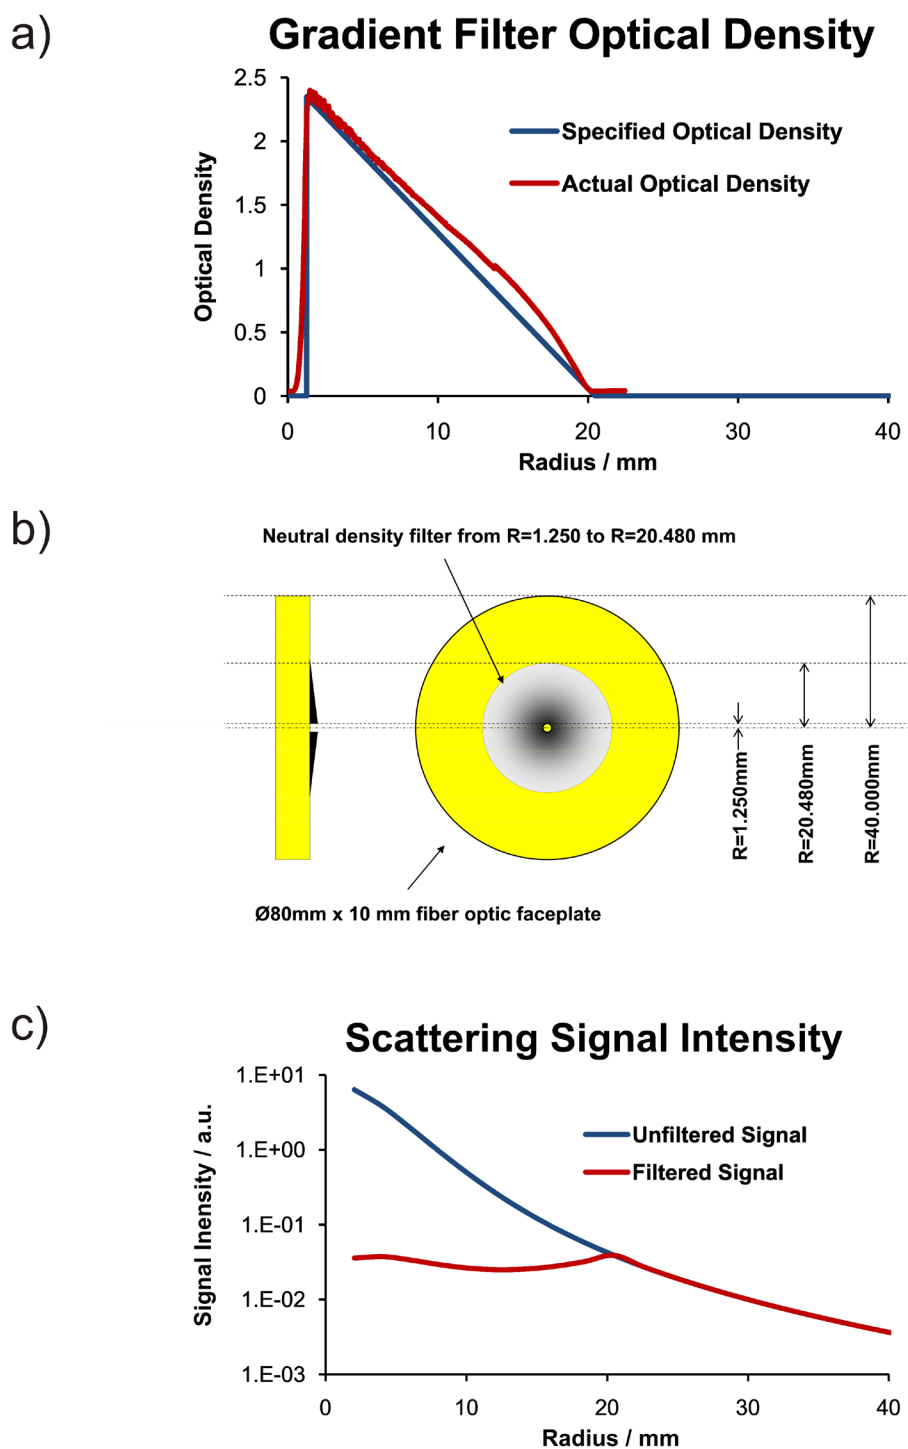 a)
Gradient Filter Optical Density
2.5
2
1.5
1
0.5
0
Optical Density
Specified Optical Density
Actual Optical Density
0 10 20 30 40
Radius / mm
b)
Neutral density filter from R=1.250 to R=20.480 mm
R=1.250mm
R=20.480mm
R=40.000mm
Ø80mm x 10 mm fiber optic faceplate
c)
Scattering Signal Intensity
1.E+01
1.E+00
1.E-01
1.E-02
1.E-03
Signal Inensity / a.u.
Unfiltered Signal
Filtered Signal
0 10 20 30 40
Radius / mm